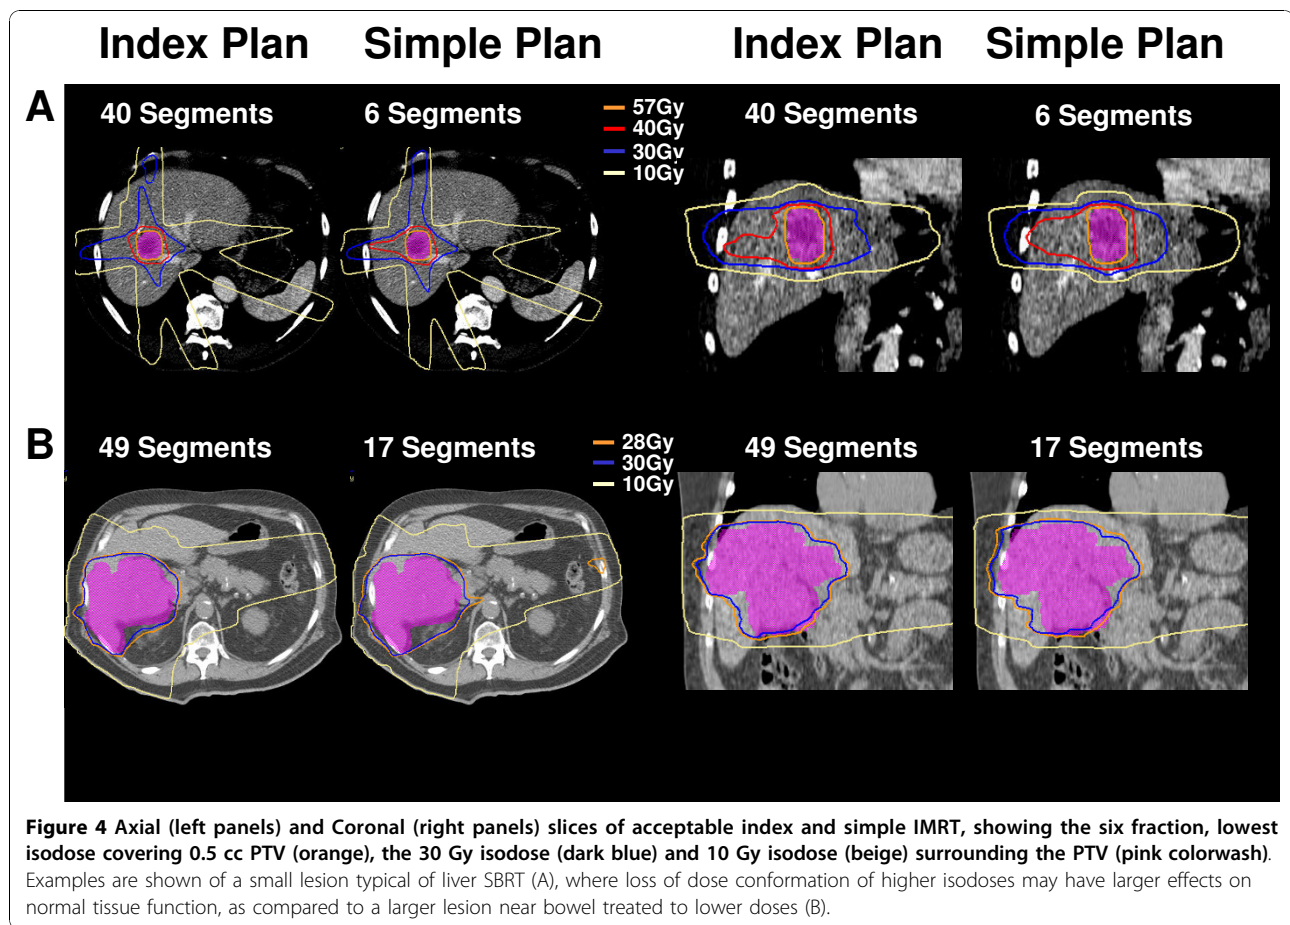 Index Plan Simple Plan Index Plan Simple Plan
A
40 Segments 6 Segments 40 Segments 6 Segments
57Gy
40Gy
30Gy
10Gy
B
49 Segments 17 Segments 49 Segments 17 Segments
28Gy
30Gy
10Gy
Figure 4 Axial (left panels) and Coronal (right panels) slices of acceptable index and simple IMRT, showing the six fraction, lowest
isodose covering 0.5 cc PTV (orange), the 30 Gy isodose (dark blue) and 10 Gy isodose (beige) surrounding the PTV (pink colorwash).
Examples are shown of a small lesion typical of liver SBRT (A), where loss of dose conformation of higher isodoses may have larger effects on
normal tissue function, as compared to a larger lesion near bowel treated to lower doses (B).